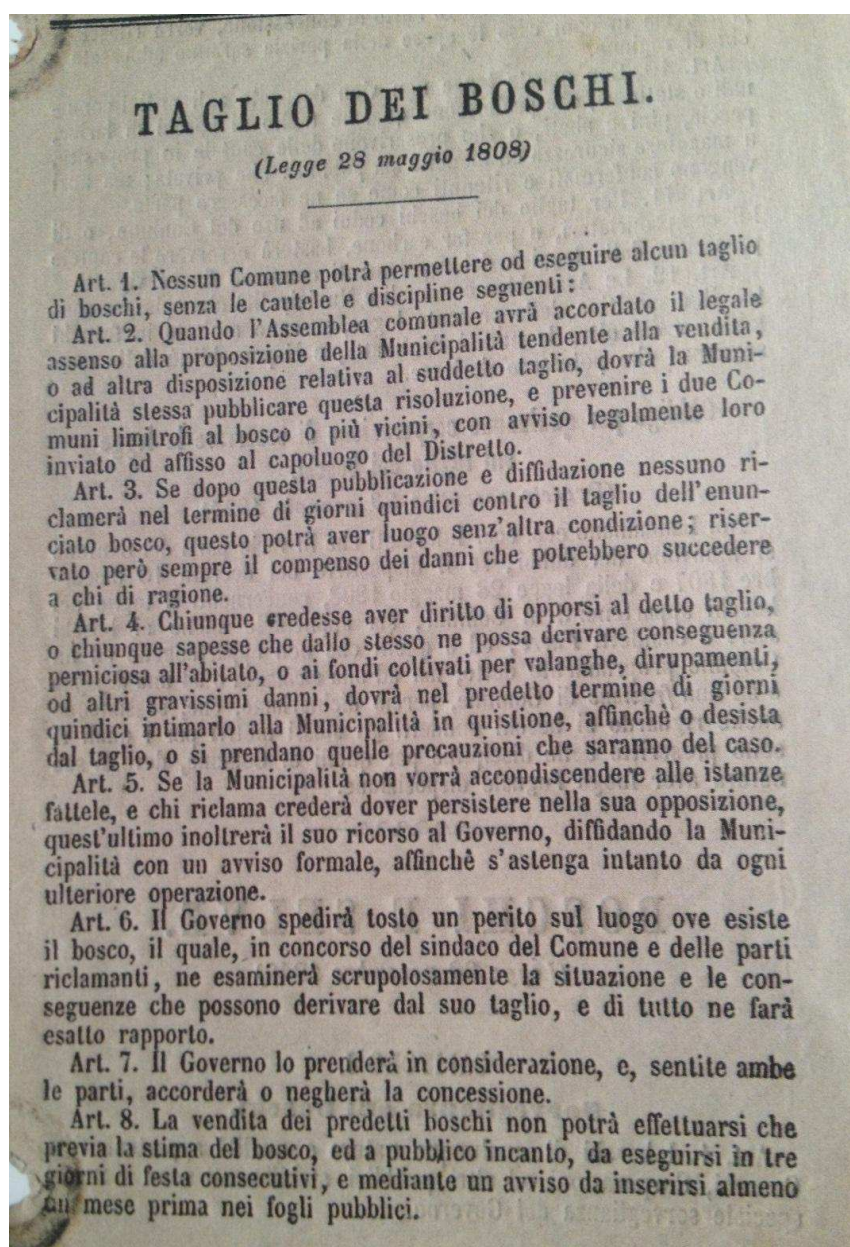 TAGLIO DEI BOSCHI.
(Legge 28 maggio 1808)
Art. 1. Nessun Comune potrà permettere od eseguire alcun taglio
di boschi, senza le cautele e discipline seguenti:
Art. 2. Quando l'Assemblea comunale avrà accordato il legale
assenso alla proposizione della Municipalità tendente alla vendita,
o ad altra disposizione relativa al suddetto taglio, dovrà la Muni-
cipalità stessa pubblicare questa risoluzione, e prevenire i due Co-
muni limitrofi al bosco o più vicini, con avviso legalmente loro
inviato ed affisso al capoluogo del Distretto.
Art. 3. Se dopo questa pubblicazione e diffidazione nessuno ri-
clamerà nel termine di giorni quindici contro il taglio dell'enun-
ciato bosco, questo potrà aver luogo senz'altra condizione; riser-
vato però sempre il compenso dei danni che potrebbero succedere
a chi di ragione.
Art. 4. Chiunque credesse aver diritto di opporsi al detto taglio,
o chiunque sapesse che dallo stesso ne possa derivare conseguenza
perniciosa all'abitato, o ai fondi coltivati per valanghe, dirupamenti,
od altri gravissimi danni, dovrà nel predetto termine di giorni
quindici intimarlo alla Municipalità in quistione, affinchè o desista
dal taglio, o si prendano quelle precauzioni che saranno del caso.
Art. 5. Se la Municipalità non vorrà accondiscendere alle istanze
fattele, e chi riclama crederà dover persistere nella sua opposizione,
quest'ultimo inoltrerà il suo ricorso al Governo, diffidando la Muni-
cipalità con un avviso formale, affinchè s'astenga intanto da ogni
ulteriore operazione.
Art. 6. Il Governo spedirà tosto un perito sul luogo ove esiste
il bosco, il quale, in concorso del sindaco del Comune e delle parti
riclamanti, ne esaminerà scrupolosamente la situazione e le con-
seguenze che possono derivare dal suo taglio, e di tutto ne farà
esatto rapporto.
Art. 7. Il Governo lo prenderà in considerazione, e, sentite ambe
le parti, accorderà o negherà la concessione.
Art. 8. La vendita dei predetti boschi non potrà effettuarsi che
previa la stima del bosco, ed a pubblico incanto, da eseguirsi in tre
giorni di festa consecutivi, e mediante un avviso da inserirsi almeno
un mese prima nei fogli pubblici.